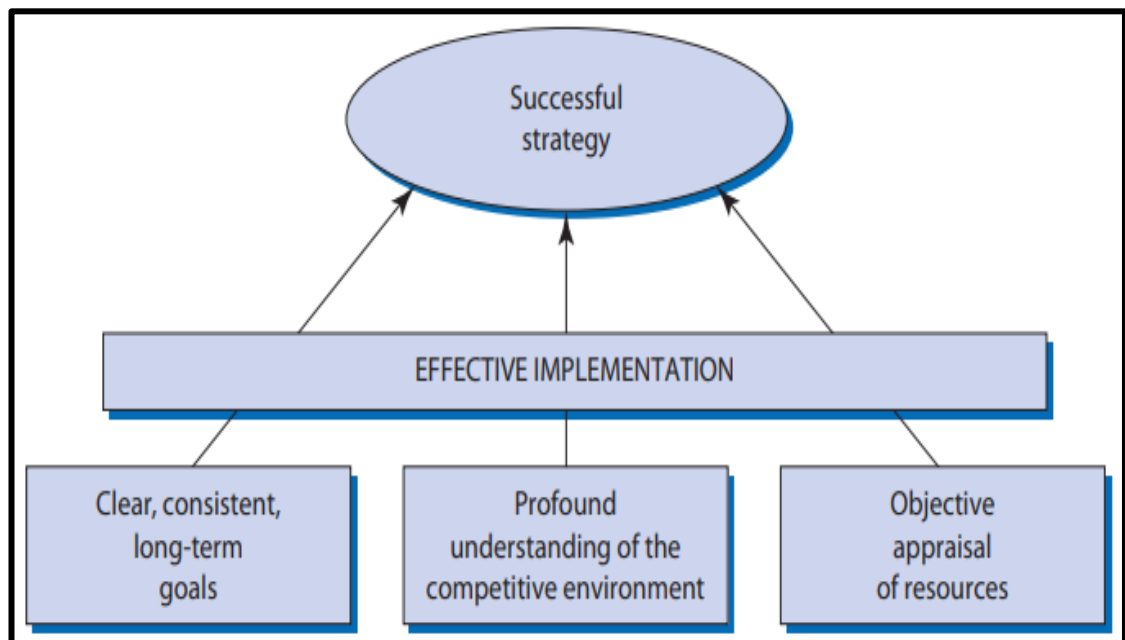 Successful
strategy
EFFECTIVE IMPLEMENTATION
Clear, consistent,
long-term
goals
Profound
understanding of the
competitive environment
Objective
appraisal
of resources